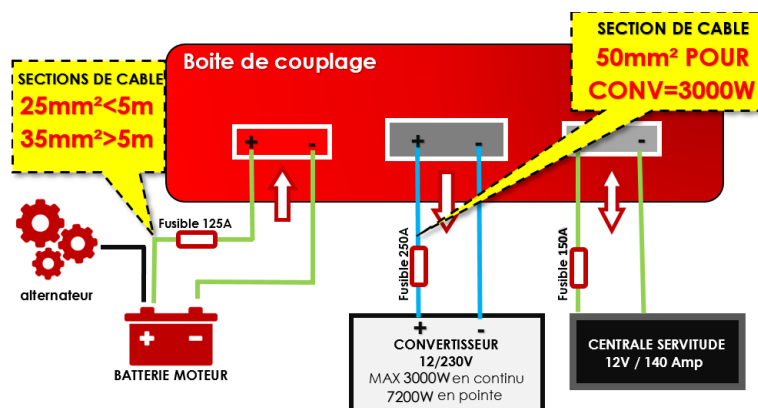 SECTIONS DE CABLE
25mm²<5m
35mm²>5m
Boite de couplage
SECTION DE CABLE
50mm² POUR
CONV=3000W
+ -
+ -
-
Fusible 125A
Fusible 250A
Fusible 150A
alternateur
+ -
BATTERIE MOTEUR
+ -
CONVERTISSEUR
12/230V
MAX 3000W en continu
7200W en pointe
CENTRALE SERVITUDE
12V / 140 Amp